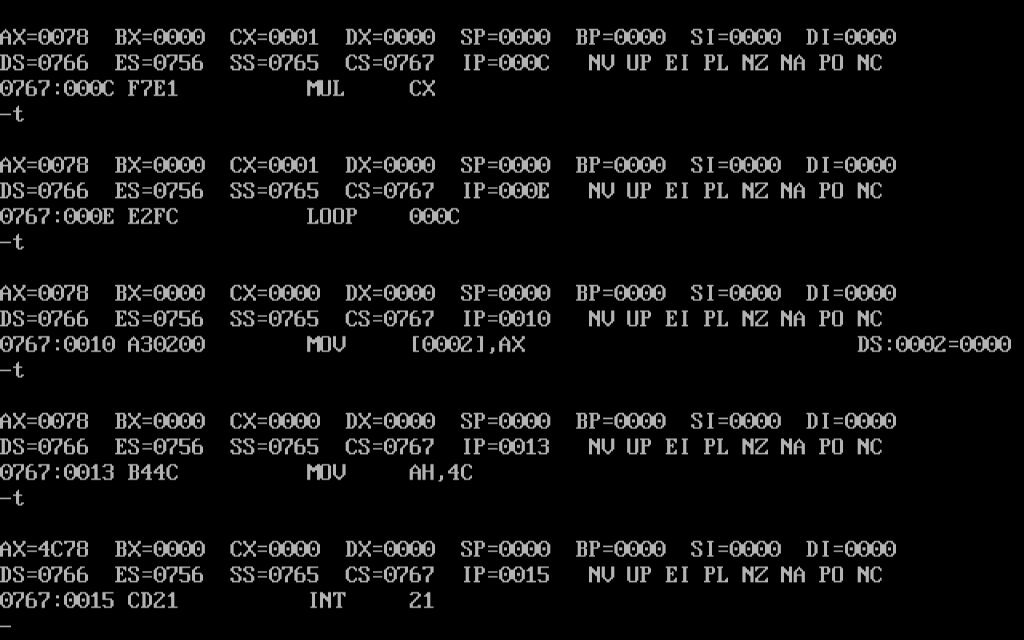 AX=0078 BX=0000 CX=0001 DX=0000 SP=0000 BP=0000 SI=0000 DI=0000
DS=0766 ES=0756 SS=0765 CS=0767 IP=000C NV UP EI PL NZ NA PO NC
0767:000C F7E1 MUL CX
-t
AX=0078 BX=0000 CX=0001 DX=0000 SP=0000 BP=0000 SI=0000 DI=0000
DS=0766 ES=0756 SS=0765 CS=0767 IP=000E NV UP EI PL NZ NA PO NC
0767:000E E2FC LOOP 000C
-t
AX=0078 BX=0000 CX=0000 DX=0000 SP=0000 BP=0000 SI=0000 DI=0000
DS=0766 ES=0756 SS=0765 CS=0767 IP=0010 NV UP EI PL NZ NA PO NC
0767:0010 A30200 MOV [0002],AX DS:0002=0000
-t
AX=0078 BX=0000 CX=0000 DX=0000 SP=0000 BP=0000 SI=0000 DI=0000
DS=0766 ES=0756 SS=0765 CS=0767 IP=0013 NV UP EI PL NZ NA PO NC
0767:0013 B44C MOV AH,4C
-t
AX=4C78 BX=0000 CX=0000 DX=0000 SP=0000 BP=0000 SI=0000 DI=0000
DS=0766 ES=0756 SS=0765 CS=0767 IP=0015 NV UP EI PL NZ NA PO NC
0767:0015 CD21 INT 21
-